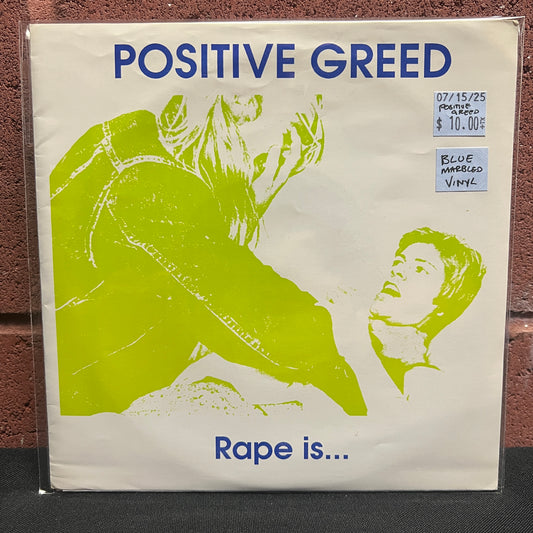 POSITIVE GREED
07/15/25
POSITIVE
GREED
$ 10.00
BLUE
MARBLED
VINYL
Rape is...